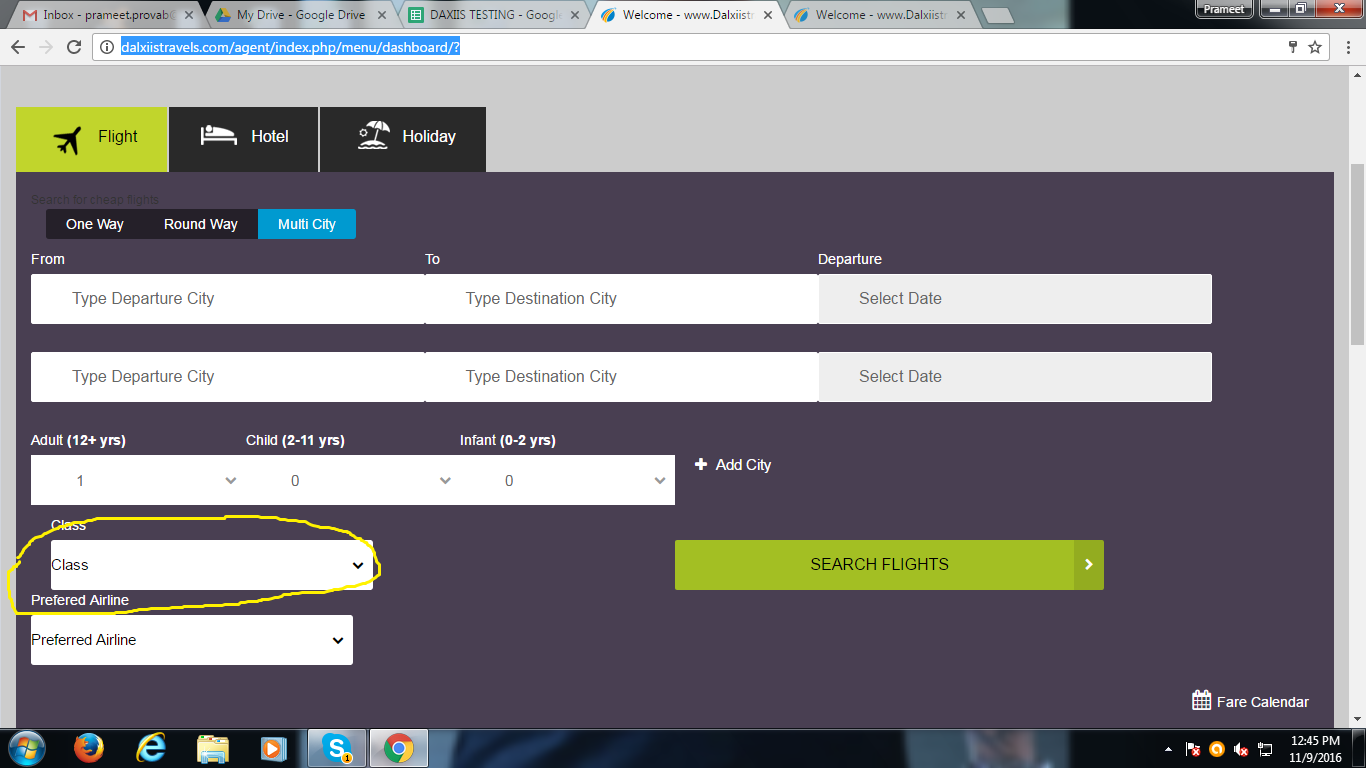 Prameet
Inbox - prameet.provab@
My Drive - Google Drive
DAXIIS TESTING - Google
Welcome - www.Dalxiistr
Welcome - www.Dalxiistr
dalxiistravels.com/agent/index.php/menu/dashboard/?
Flight
Hotel
Holiday
Search for cheap flights
One Way
Round Way
Multi City
From
To
Departure
Type Departure City
Type Destination City
Select Date
Type Departure City
Type Destination City
Select Date
Adult (12+ yrs)
Child (2-11 yrs)
Infant (0-2 yrs)
1
0
0
Add City
Class
Class
SEARCH FLIGHTS
Prefered Airline
Preferred Airline
Fare Calendar
1
12:45 PM
11/9/2016